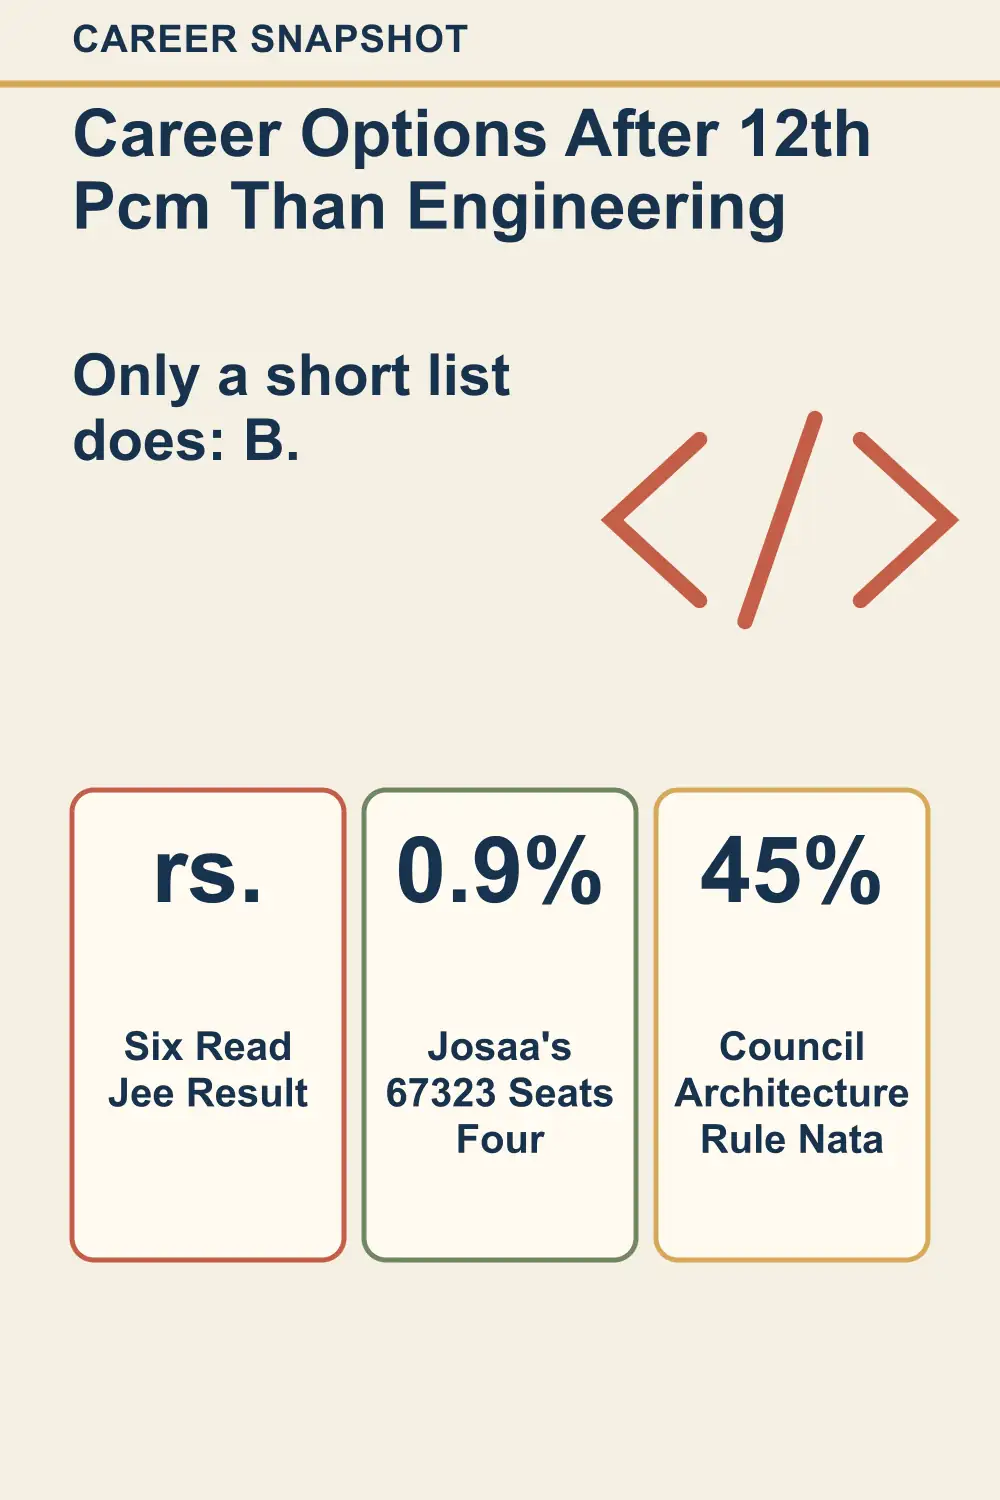 CAREER SNAPSHOT
Career Options After 12th
Pcm Than Engineering
Only a short list
does: B.
</>
rs.
Six Read
Jee Result
0.9%
Josaa's
67323 Seats
Four
45%
Council
Architecture
Rule Nata